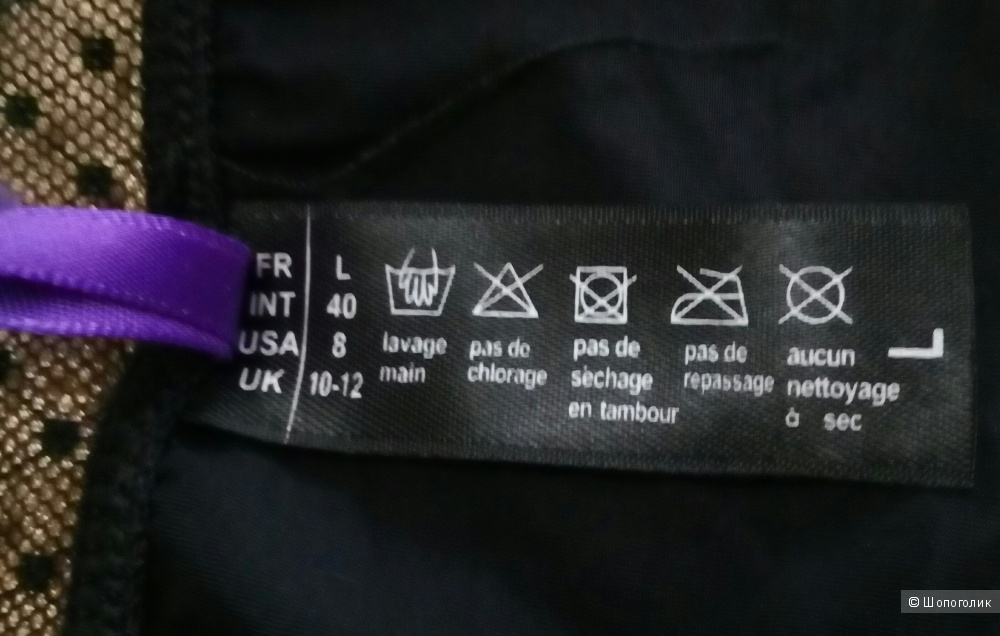 FR L
INT 40
USA 8
UK 10-12
lavage
main
pas de
chlorage
pas de
sèchage
en tambour
pas de
repassage
aucun
nettoyage
à sec
© Шопоголик